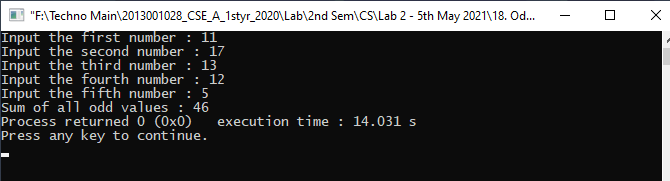 "F:\Techno Main\2013001028_CSE_A_1styr_2020\Lab\2nd Sem\CS\Lab 2 - 5th May 2021\18. Od...
Input the first number : 11
Input the second number : 17
Input the third number : 13
Input the fourth number : 12
Input the fifth number : 5
Sum of all odd values : 46
Process returned 0 (0x0)   execution time : 14.031 s
Press any key to continue.